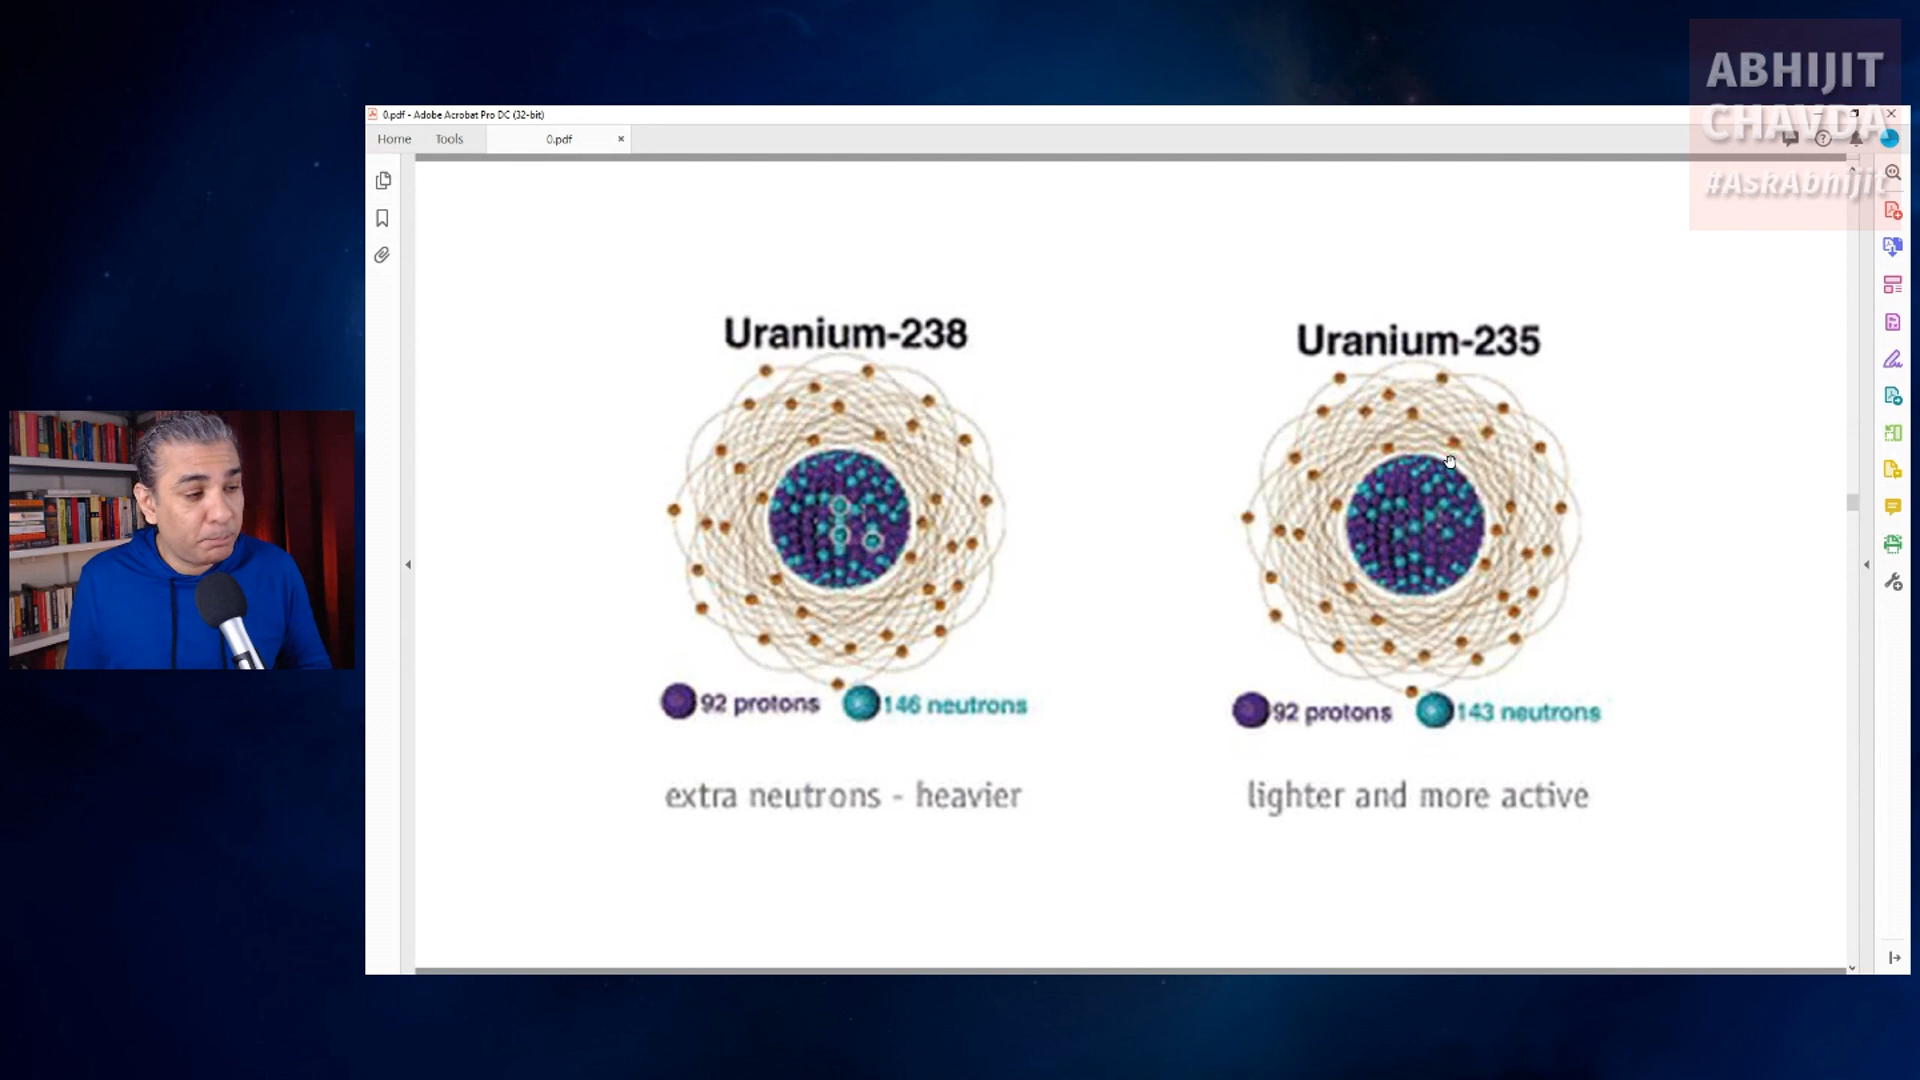 ABHIJIT
CHAVDA
#AskAbhijit
0.pdf - Adobe Acrobat Pro DC (32-bit)
Home
Tools
0.pdf
Uranium-238
Uranium-235
92 protons
146 neutrons
92 protons
143 neutrons
extra neutrons - heavier
lighter and more active